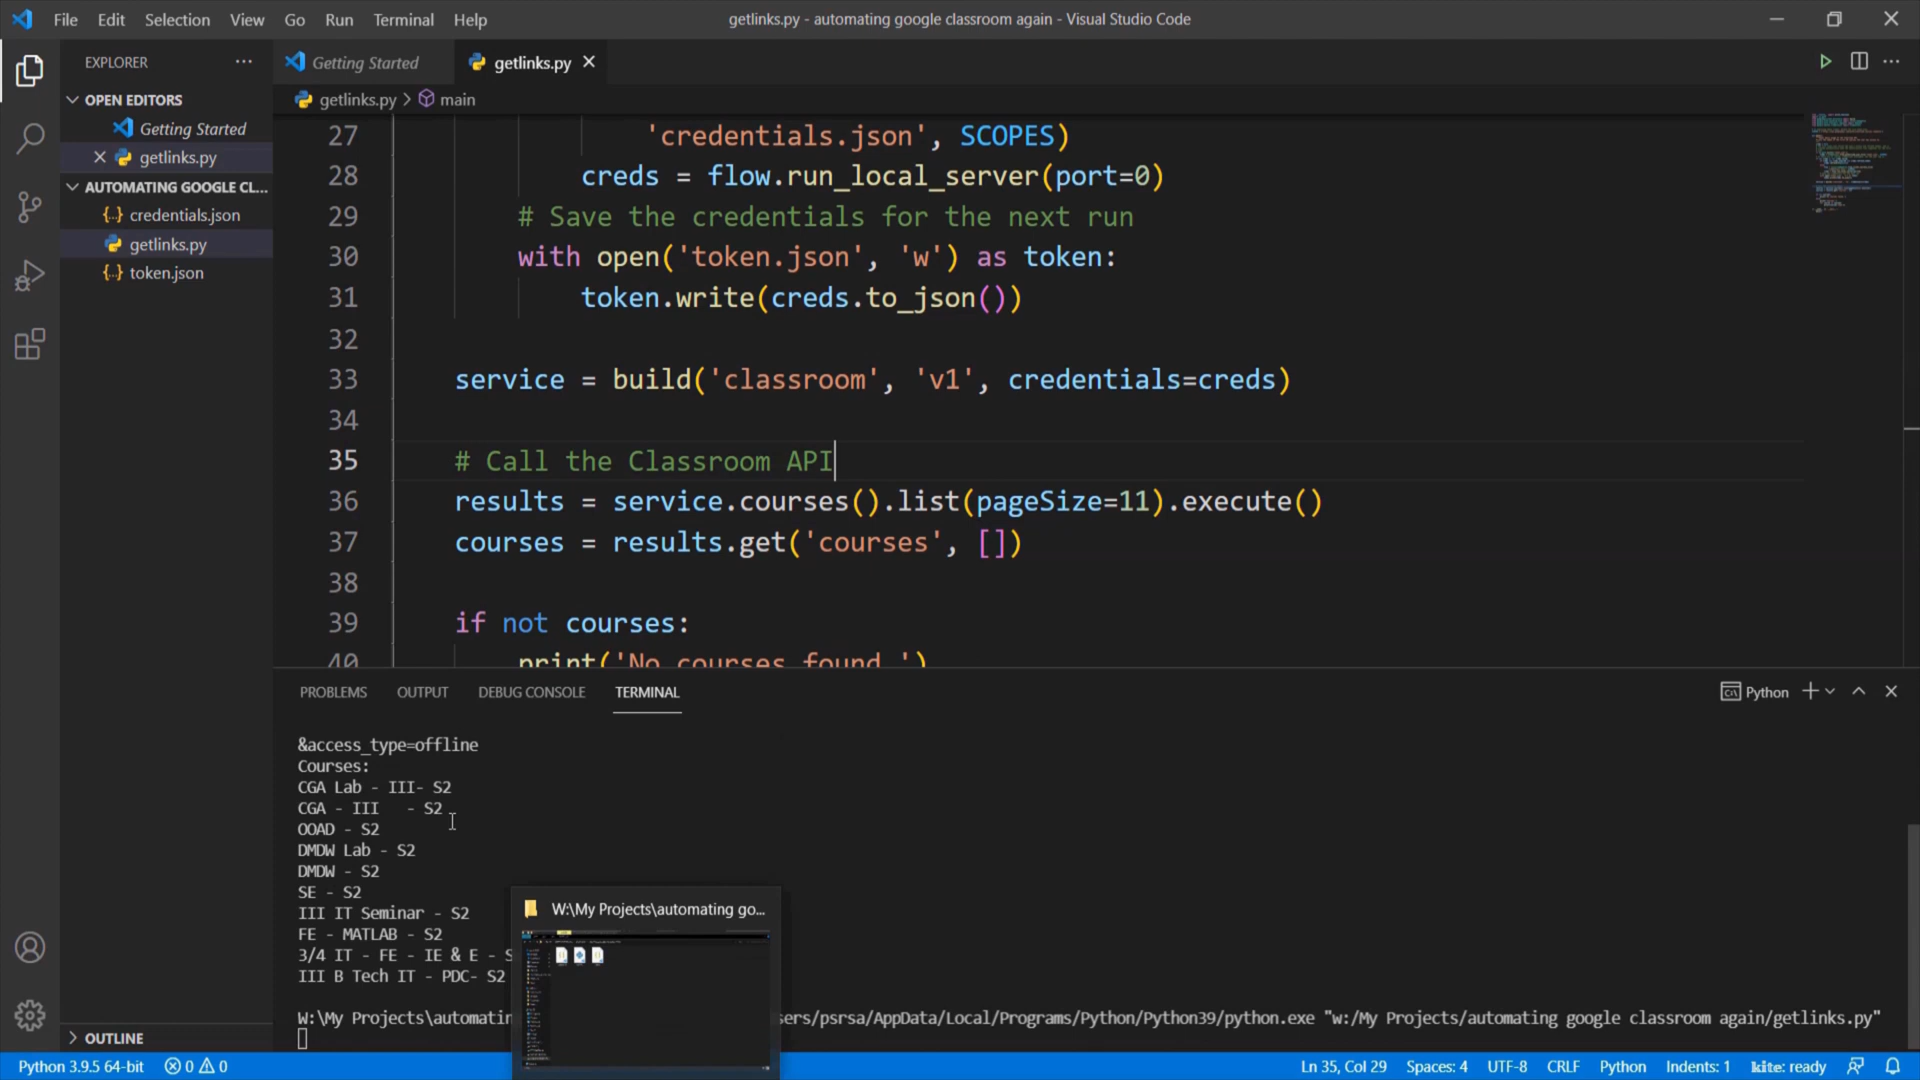 File Edit Selection View Go Run Terminal Help
getlinks.py - automating google classroom again - Visual Studio Code
EXPLORER
Getting Started
getlinks.py
OPEN EDITORS
Getting Started
getlinks.py
AUTOMATING GOOGLE CL...
credentials.json
getlinks.py
token.json
OUTLINE
getlinks.py > main
27 'credentials.json', SCOPES)
28 creds = flow.run_local_server(port=0)
29 # Save the credentials for the next run
30 with open('token.json', 'w') as token:
31 token.write(creds.to_json())
32
33 service = build('classroom', 'v1', credentials=creds)
34
35 # Call the Classroom API
36 results = service.courses().list(pageSize=11).execute()
37 courses = results.get('courses', [])
38
39 if not courses:
40 print('No courses found.')
PROBLEMS OUTPUT DEBUG CONSOLE TERMINAL
Python
&access_type=offline
Courses:
CGA Lab - III- S2
CGA - III - S2
OOAD - S2
DMDW Lab - S2
DMDW - S2
SE - S2
III IT Seminar - S2
FE - MATLAB - S2
3/4 IT - FE - IE & E - S
III B Tech IT - PDC- S2
W:\My Projects\automating go...
W:\My Projects\automatin sers/psrsa/AppData/Local/Programs/Python/Python39/python.exe "w:/My Projects/automating google classroom again/getlinks.py"
Python 3.9.5 64-bit 0 0
Ln 35, Col 29 Spaces: 4 UTF-8 CRLF Python Indents: 1 kite: ready